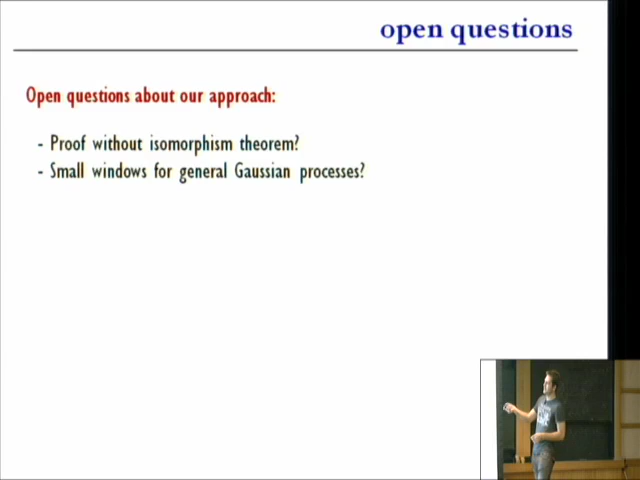 open questions
Open questions about our approach:
- Proof without isomorphism theorem?
- Small windows for general Gaussian processes?